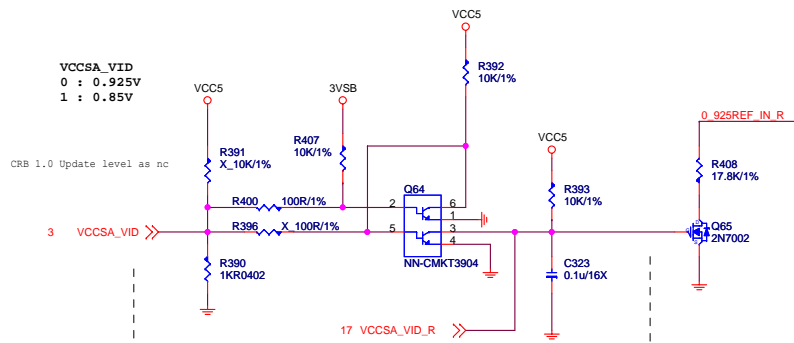 VCC5
VCCSA_VID
0 : 0.925V
1 : 0.85V
R392
10K/1%
VCC5
3VSB
0_925REF_IN_R
R407
10K/1%
VCC5
CRB 1.0 Update level as nc
R391
X_10K/1%
R408
17.8K/1%
Q64
R393
10K/1%
R400
100R/1%
2
6
1
3 VCCSA_VID
R396
X_100R/1%
5
3
4
Q65
2N7002
R390
1KR0402
NN-CMKT3904
C323
0.1u/16X
17 VCCSA_VID_R